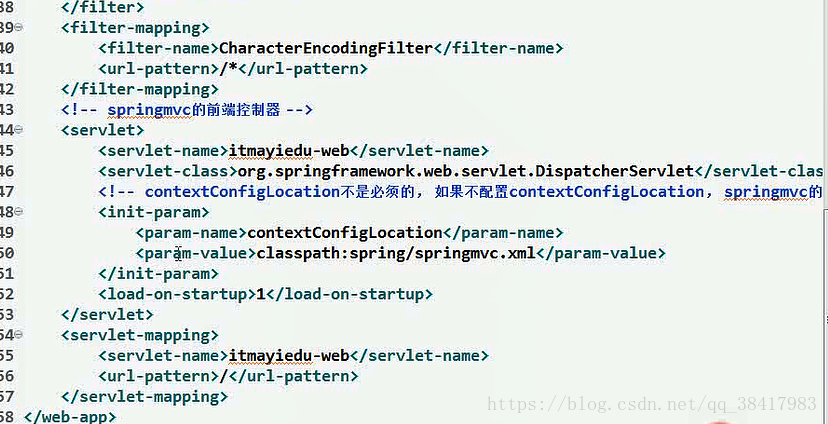 38 </filter>
39 <filter-mapping>
40 <filter-name>CharacterEncodingFilter</filter-name>
41 <url-pattern>/*</url-pattern>
42 </filter-mapping>
43 <!-- springmvc的前端控制器 -->
44 <servlet>
45 <servlet-name>itmayiedu-web</servlet-name>
46 <servlet-class>org.springframework.web.servlet.DispatcherServlet</servlet-clas
47 <!-- contextConfigLocation不是必须的， 如果不配置contextConfigLocation， springmvc的
48 <init-param>
49 <param-name>contextConfigLocation</param-name>
50 <param-value>classpath:spring/springmvc.xml</param-value>
51 </init-param>
52 <load-on-startup>1</load-on-startup>
53 </servlet>
54 <servlet-mapping>
55 <servlet-name>itmayiedu-web</servlet-name>
56 <url-pattern>/</url-pattern>
57 </servlet-mapping>
58 </web-app>
https://blog.csdn.net/qq_38417983